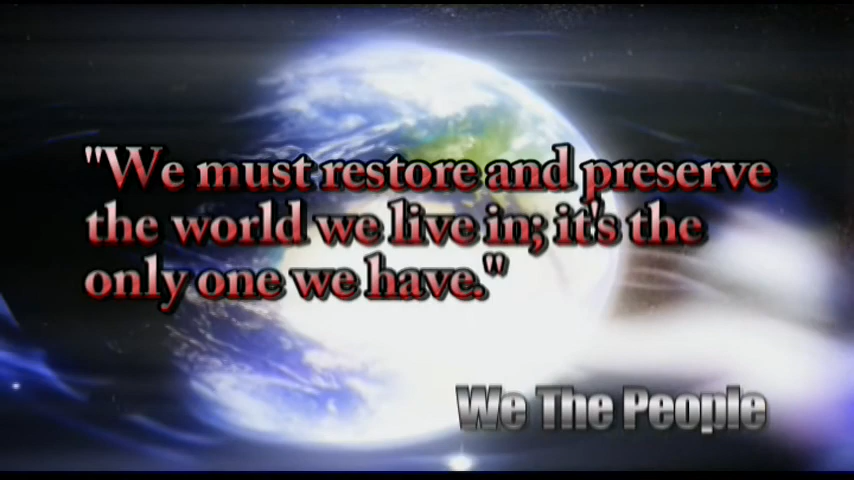 "We must restore and preserve
the world we live in; it's the
only one we have."
We The People